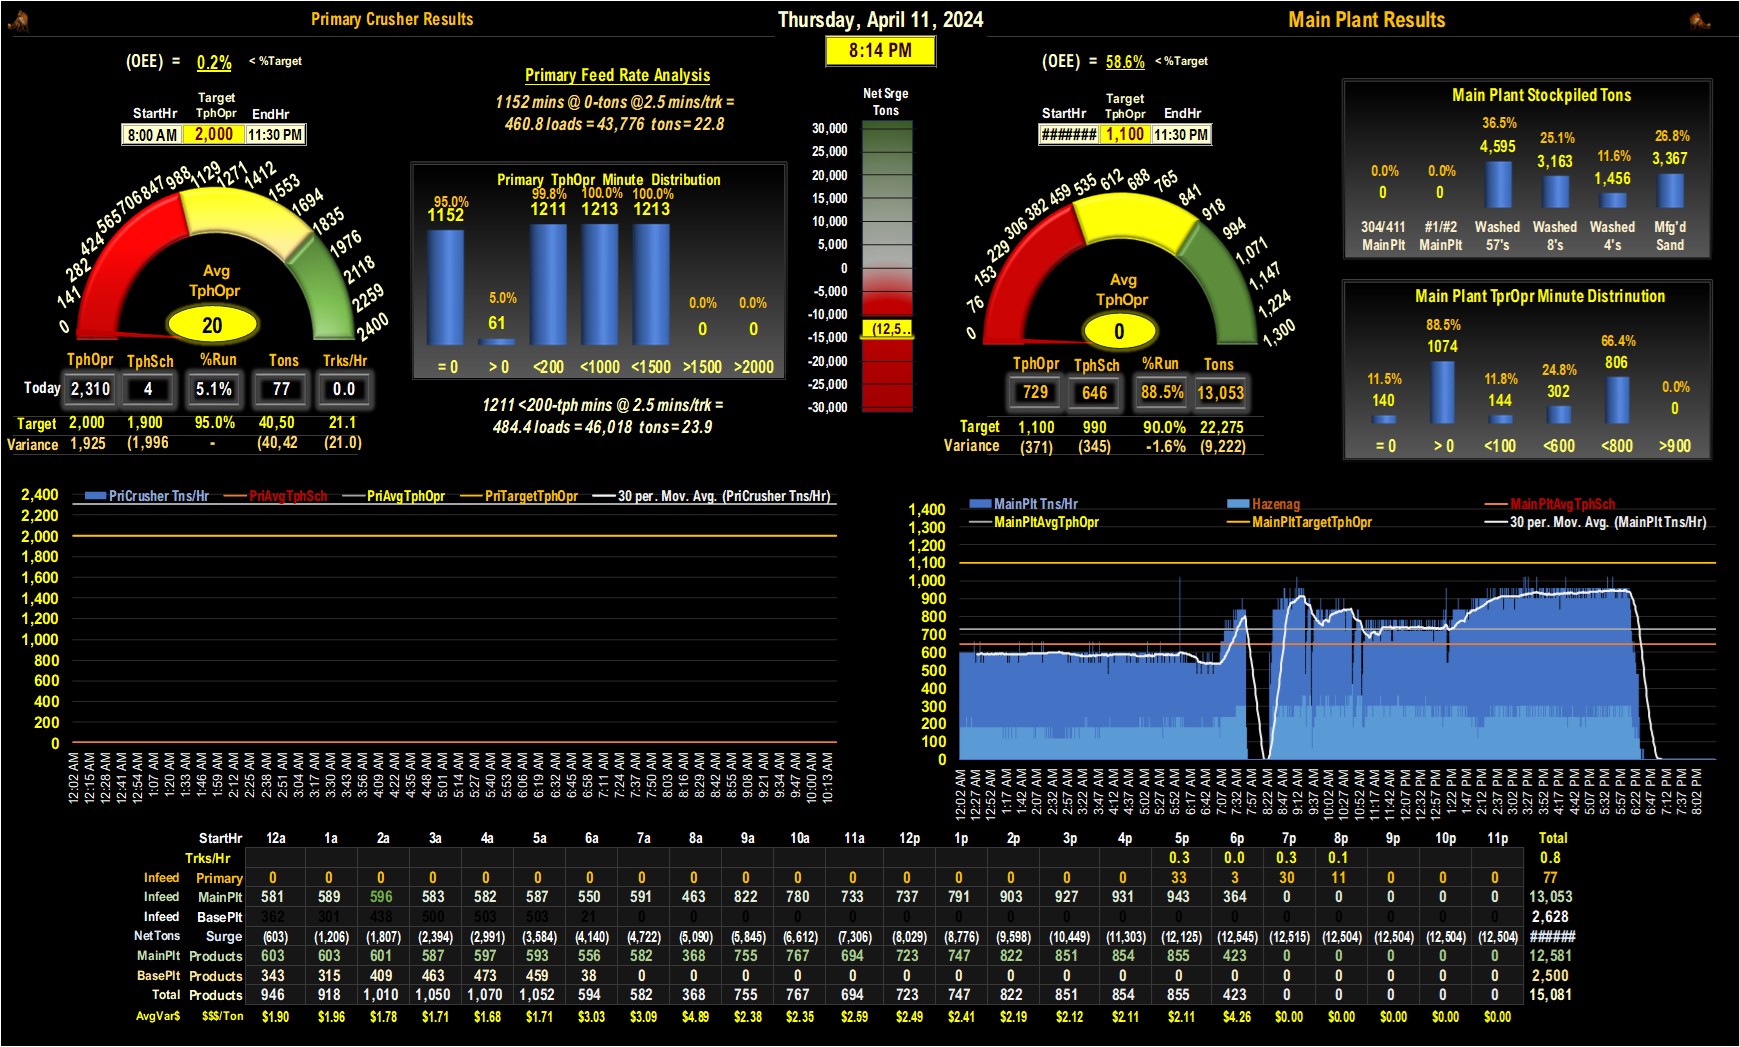 Primary Crusher Results
Thursday, April 11, 2024
Main Plant Results
8:14 PM
(OEE) = 0.2% < %Target
StartHr Target TphOpr EndHr
8:00 AM 2,000 11:30 PM
0 141 282 424 565 706 847 988 1129 1271 1412 1553 1694 1835 1976 2118 2259 2400
Avg
TphOpr
20
TphOpr TphSch %Run Tons Trks/Hr
Today 2,310 4 5.1% 77 0.0
Target 2,000 1,900 95.0% 40,50 21.1
Variance 1,925 (1,996 - (40,42 (21.0)
Primary Feed Rate Analysis
1152 mins @ 0-tons @2.5 mins/trk =
460.8 loads = 43,776 tons = 22.8
Primary TphOpr Minute Distribution
95.0% 5.0% 99.8% 100.0% 100.0% 0.0% 0.0%
1152 61 1211 1213 1213 0 0
= 0 > 0 <200 <1000 <1500 >1500 >2000
1211 <200-tph mins @ 2.5 mins/trk =
484.4 loads = 46,018 tons = 23.9
Net Srge
Tons
30,000
25,000
20,000
15,000
10,000
5,000
0
-5,000
-10,000
(12,5..
-15,000
-20,000
-25,000
-30,000
(OEE) = 58.6% < %Target
StartHr Target TphOpr EndHr
####### 1,100 11:30 PM
0 76 153 229 306 382 459 535 612 688 765 841 918 994 1,071 1,147 1,224 1,300
Avg
TphOpr
0
TphOpr TphSch %Run Tons
729 646 88.5% 13,053
Target 1,100 990 90.0% 22,275
Variance (371) (345) -1.6% (9,222)
Main Plant Stockpiled Tons
0.0% 0.0% 36.5% 25.1% 11.6% 26.8%
0 0 4,595 3,163 1,456 3,367
304/411 #1/#2 Washed Washed Washed Mfg'd
MainPlt MainPlt 57's 8's 4's Sand
Main Plant TprOpr Minute Distrinution
11.5% 88.5% 11.8% 24.8% 66.4% 0.0%
140 1074 144 302 806 0
= 0 > 0 <100 <600 <800 >900
PriCrusher Tns/Hr PriAvgTphSch PriAvgTphOpr PriTargetTphOpr 30 per. Mov. Avg. (PriCrusher Tns/Hr)
2,400
2,200
2,000
1,800
1,600
1,400
1,200
1,000
800
600
400
200
0
12:02 AM 12:15 AM 12:28 AM 12:41 AM 12:54 AM 1:07 AM 1:20 AM 1:33 AM 1:46 AM 1:59 AM 2:12 AM 2:25 AM 2:38 AM 2:51 AM 3:04 AM 3:17 AM 3:30 AM 3:43 AM 3:56 AM 4:09 AM 4:22 AM 4:35 AM 4:48 AM 5:01 AM 5:14 AM 5:27 AM 5:40 AM 5:53 AM 6:06 AM 6:19 AM 6:32 AM 6:45 AM 6:58 AM 7:11 AM 7:24 AM 7:37 AM 7:50 AM 8:03 AM 8:16 AM 8:29 AM 8:42 AM 8:55 AM 9:08 AM 9:21 AM 9:34 AM 9:47 AM 10:00 AM 10:13 AM
MainPlt Tns/Hr Hazenag MainPltAvgTphSch
MainPltAvgTphOpr MainPltTargetTphOpr 30 per. Mov. Avg. (MainPlt Tns/Hr)
1,400
1,300
1,200
1,100
1,000
900
800
700
600
500
400
300
200
100
0
12:02 AM 12:27 AM 12:52 AM 1:17 AM 1:42 AM 2:07 AM 2:32 AM 2:57 AM 3:22 AM 3:47 AM 4:12 AM 4:37 AM 5:02 AM 5:27 AM 5:52 AM 6:17 AM 6:42 AM 7:07 AM 7:32 AM 7:57 AM 8:22 AM 8:47 AM 9:12 AM 9:37 AM 10:02 AM 10:27 AM 10:52 AM 11:17 AM 11:42 AM 12:07 PM 12:32 PM 12:57 PM 1:22 PM 1:47 PM 2:12 PM 2:37 PM 3:02 PM 3:27 PM 3:52 PM 4:17 PM 4:42 PM 5:07 PM 5:32 PM 5:57 PM 6:22 PM 6:47 PM 7:12 PM 7:37 PM 8:02 PM
StartHr 12a 1a 2a 3a 4a 5a 6a 7a 8a 9a 10a 11a 12p 1p 2p 3p 4p 5p 6p 7p 8p 9p 10p 11p Total
Trks/Hr 0.3 0.0 0.3 0.1 0.8
Infeed Primary 0 0 0 0 0 0 0 0 0 0 0 0 0 0 0 0 0 33 3 30 11 0 0 0 77
Infeed MainPlt 581 589 596 583 582 587 550 591 463 822 780 733 737 791 903 927 931 943 364 0 0 0 0 0 13,053
Infeed BasePlt 362 301 438 500 503 503 21 0 0 0 0 0 0 0 0 0 0 0 0 0 0 0 0 0 2,628
NetTons Surge (603) (1,206) (1,807) (2,394) (2,991) (3,584) (4,140) (4,722) (5,090) (5,845) (6,612) (7,306) (8,029) (8,776) (9,598) (10,449) (11,303) (12,125) (12,545) (12,515) (12,504) (12,504) (12,504) (12,504) ######
MainPlt Products 603 603 601 587 597 593 556 582 368 755 767 694 723 747 822 851 854 855 423 0 0 0 0 0 12,581
BasePlt Products 343 315 409 463 473 459 38 0 0 0 0 0 0 0 0 0 0 0 0 0 0 0 0 0 2,500
Total Products 946 918 1,010 1,050 1,070 1,052 594 582 368 755 767 694 723 747 822 851 854 855 423 0 0 0 0 0 15,081
AvgVar$ $$$/Ton $1.90 $1.96 $1.78 $1.71 $1.68 $1.71 $3.03 $3.09 $4.89 $2.38 $2.35 $2.59 $2.49 $2.41 $2.19 $2.12 $2.11 $2.11 $4.26 $0.00 $0.00 $0.00 $0.00 $0.00